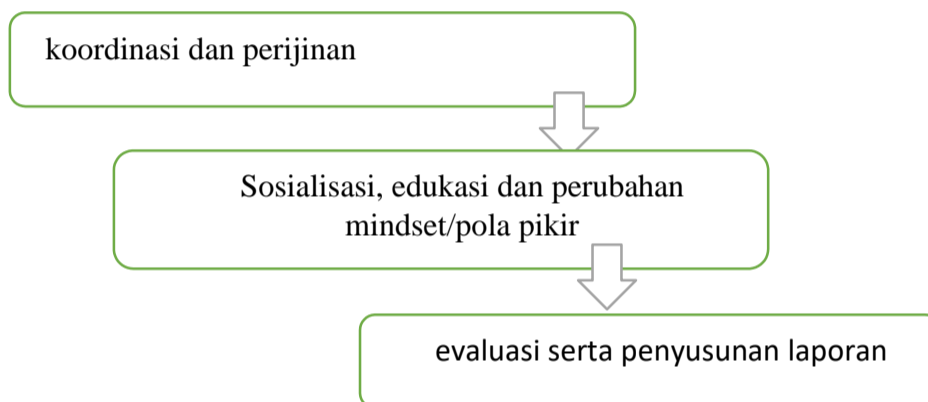 koordinasi dan perijinan
Sosialisasi, edukasi dan perubahan
mindset/pola pikir
evaluasi serta penyusunan laporan